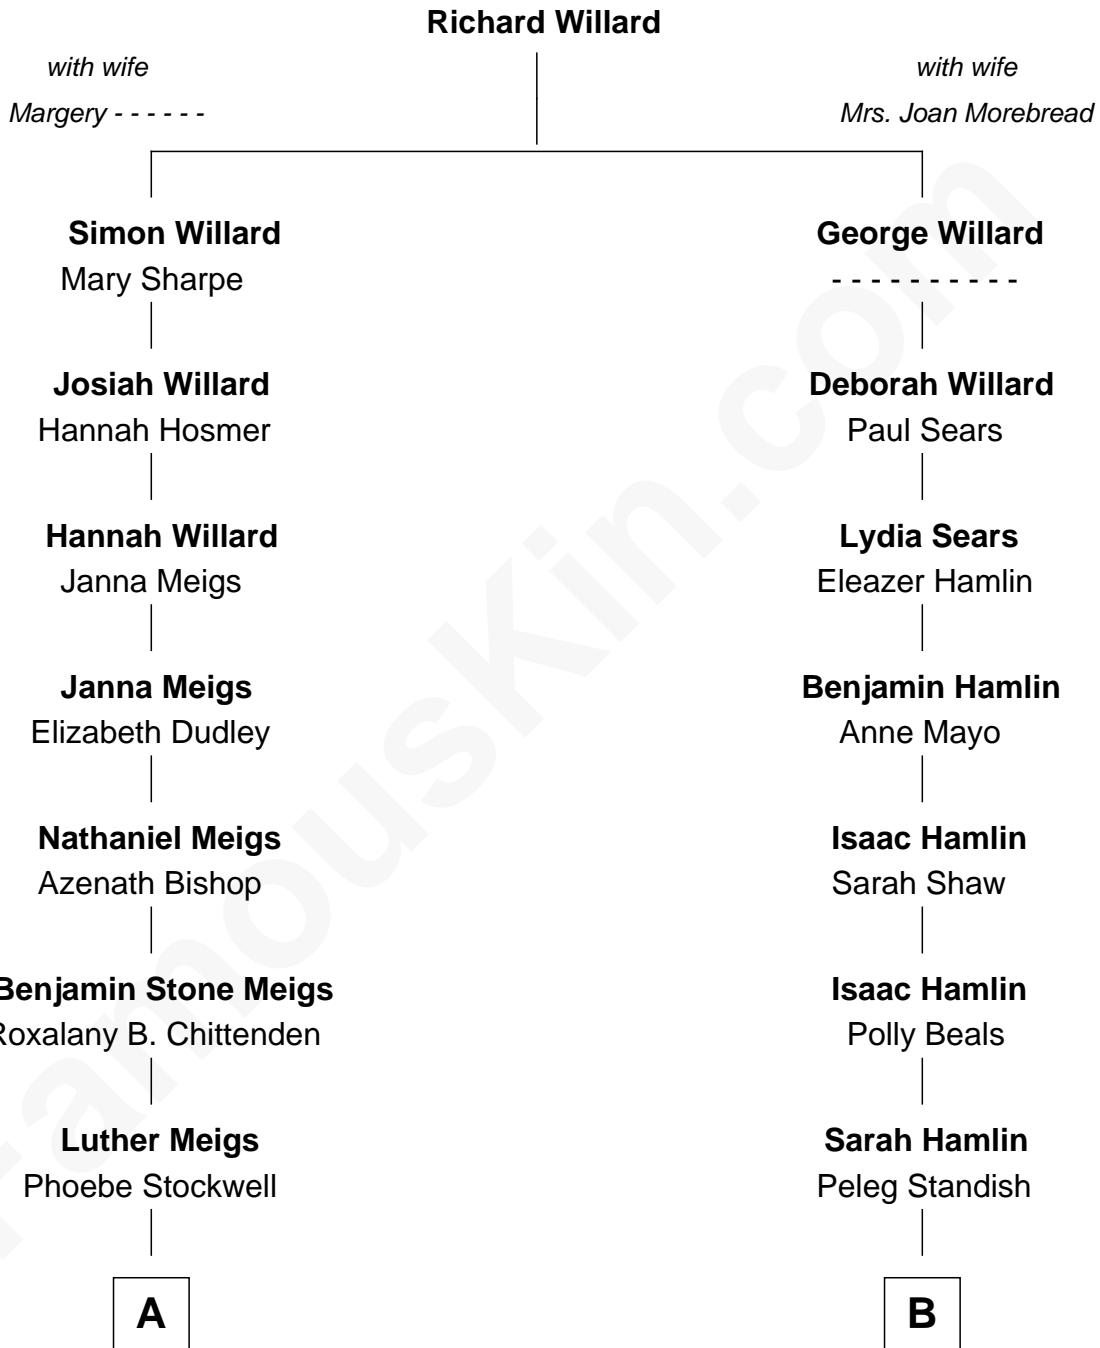 Richard Willard
with wife
Margery - - - - - -
with wife
Mrs. Joan Morebread
Simon Willard
Mary Sharpe
George Willard
- - - - - - - - - -
Josiah Willard
Hannah Hosmer
Deborah Willard
Paul Sears
Hannah Willard
Janna Meigs
Lydia Sears
Eleazer Hamlin
Janna Meigs
Elizabeth Dudley
Benjamin Hamlin
Anne Mayo
Nathaniel Meigs
Azenath Bishop
Isaac Hamlin
Sarah Shaw
Benjamin Stone Meigs
Roxalany B. Chittenden
Isaac Hamlin
Polly Beals
Luther Meigs
Phoebe Stockwell
Sarah Hamlin
Peleg Standish
A
B
FamousKin.com